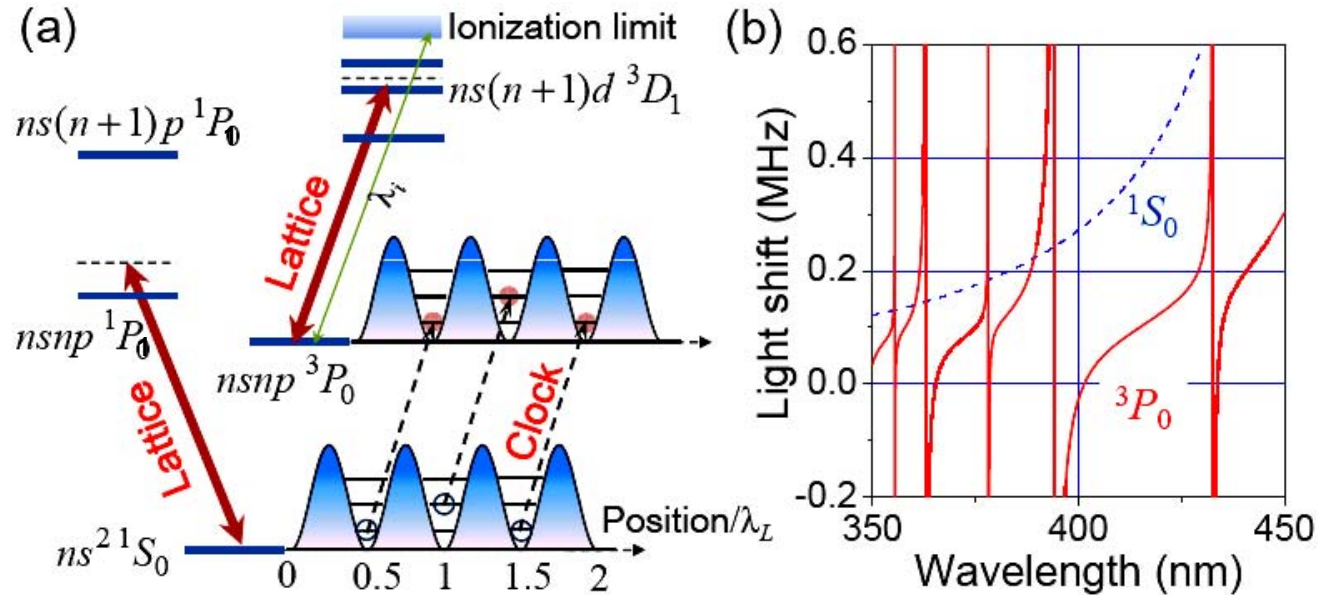 (a)
Ionization limit
ns(n+1)d ³D₁
ns(n+1)p ¹P₀
λᵢ
Lattice
nsnp ¹P₀
nsnp ³P₀
Lattice
Clock
Position/λ_L
ns² ¹S₀
0 0.5 1 1.5 2
(b)
Light shift (MHz)
0.6
0.4
0.2
0.0
-0.2
¹S₀
³P₀
350 400 450
Wavelength (nm)